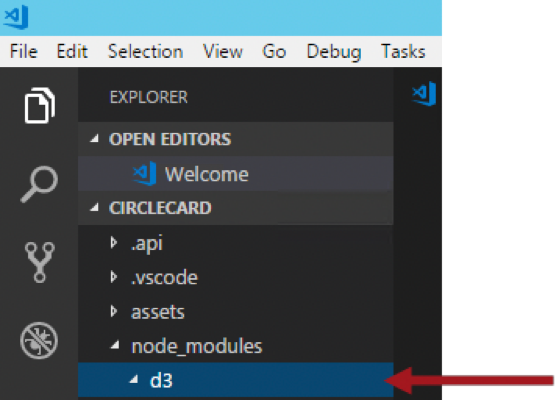 File Edit Selection View Go Debug Tasks
EXPLORER
OPEN EDITORS
Welcome
CIRCLECARD
.api
.vscode
assets
node_modules
d3